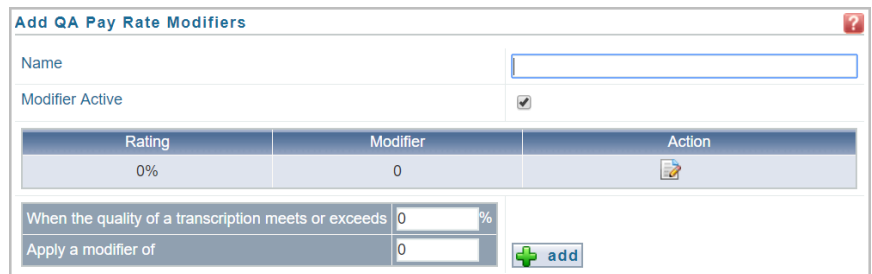 Add QA Pay Rate Modifiers ?
Name
Modifier Active
Rating Modifier Action
0% 0
When the quality of a transcription meets or exceeds 0 %
Apply a modifier of 0 add